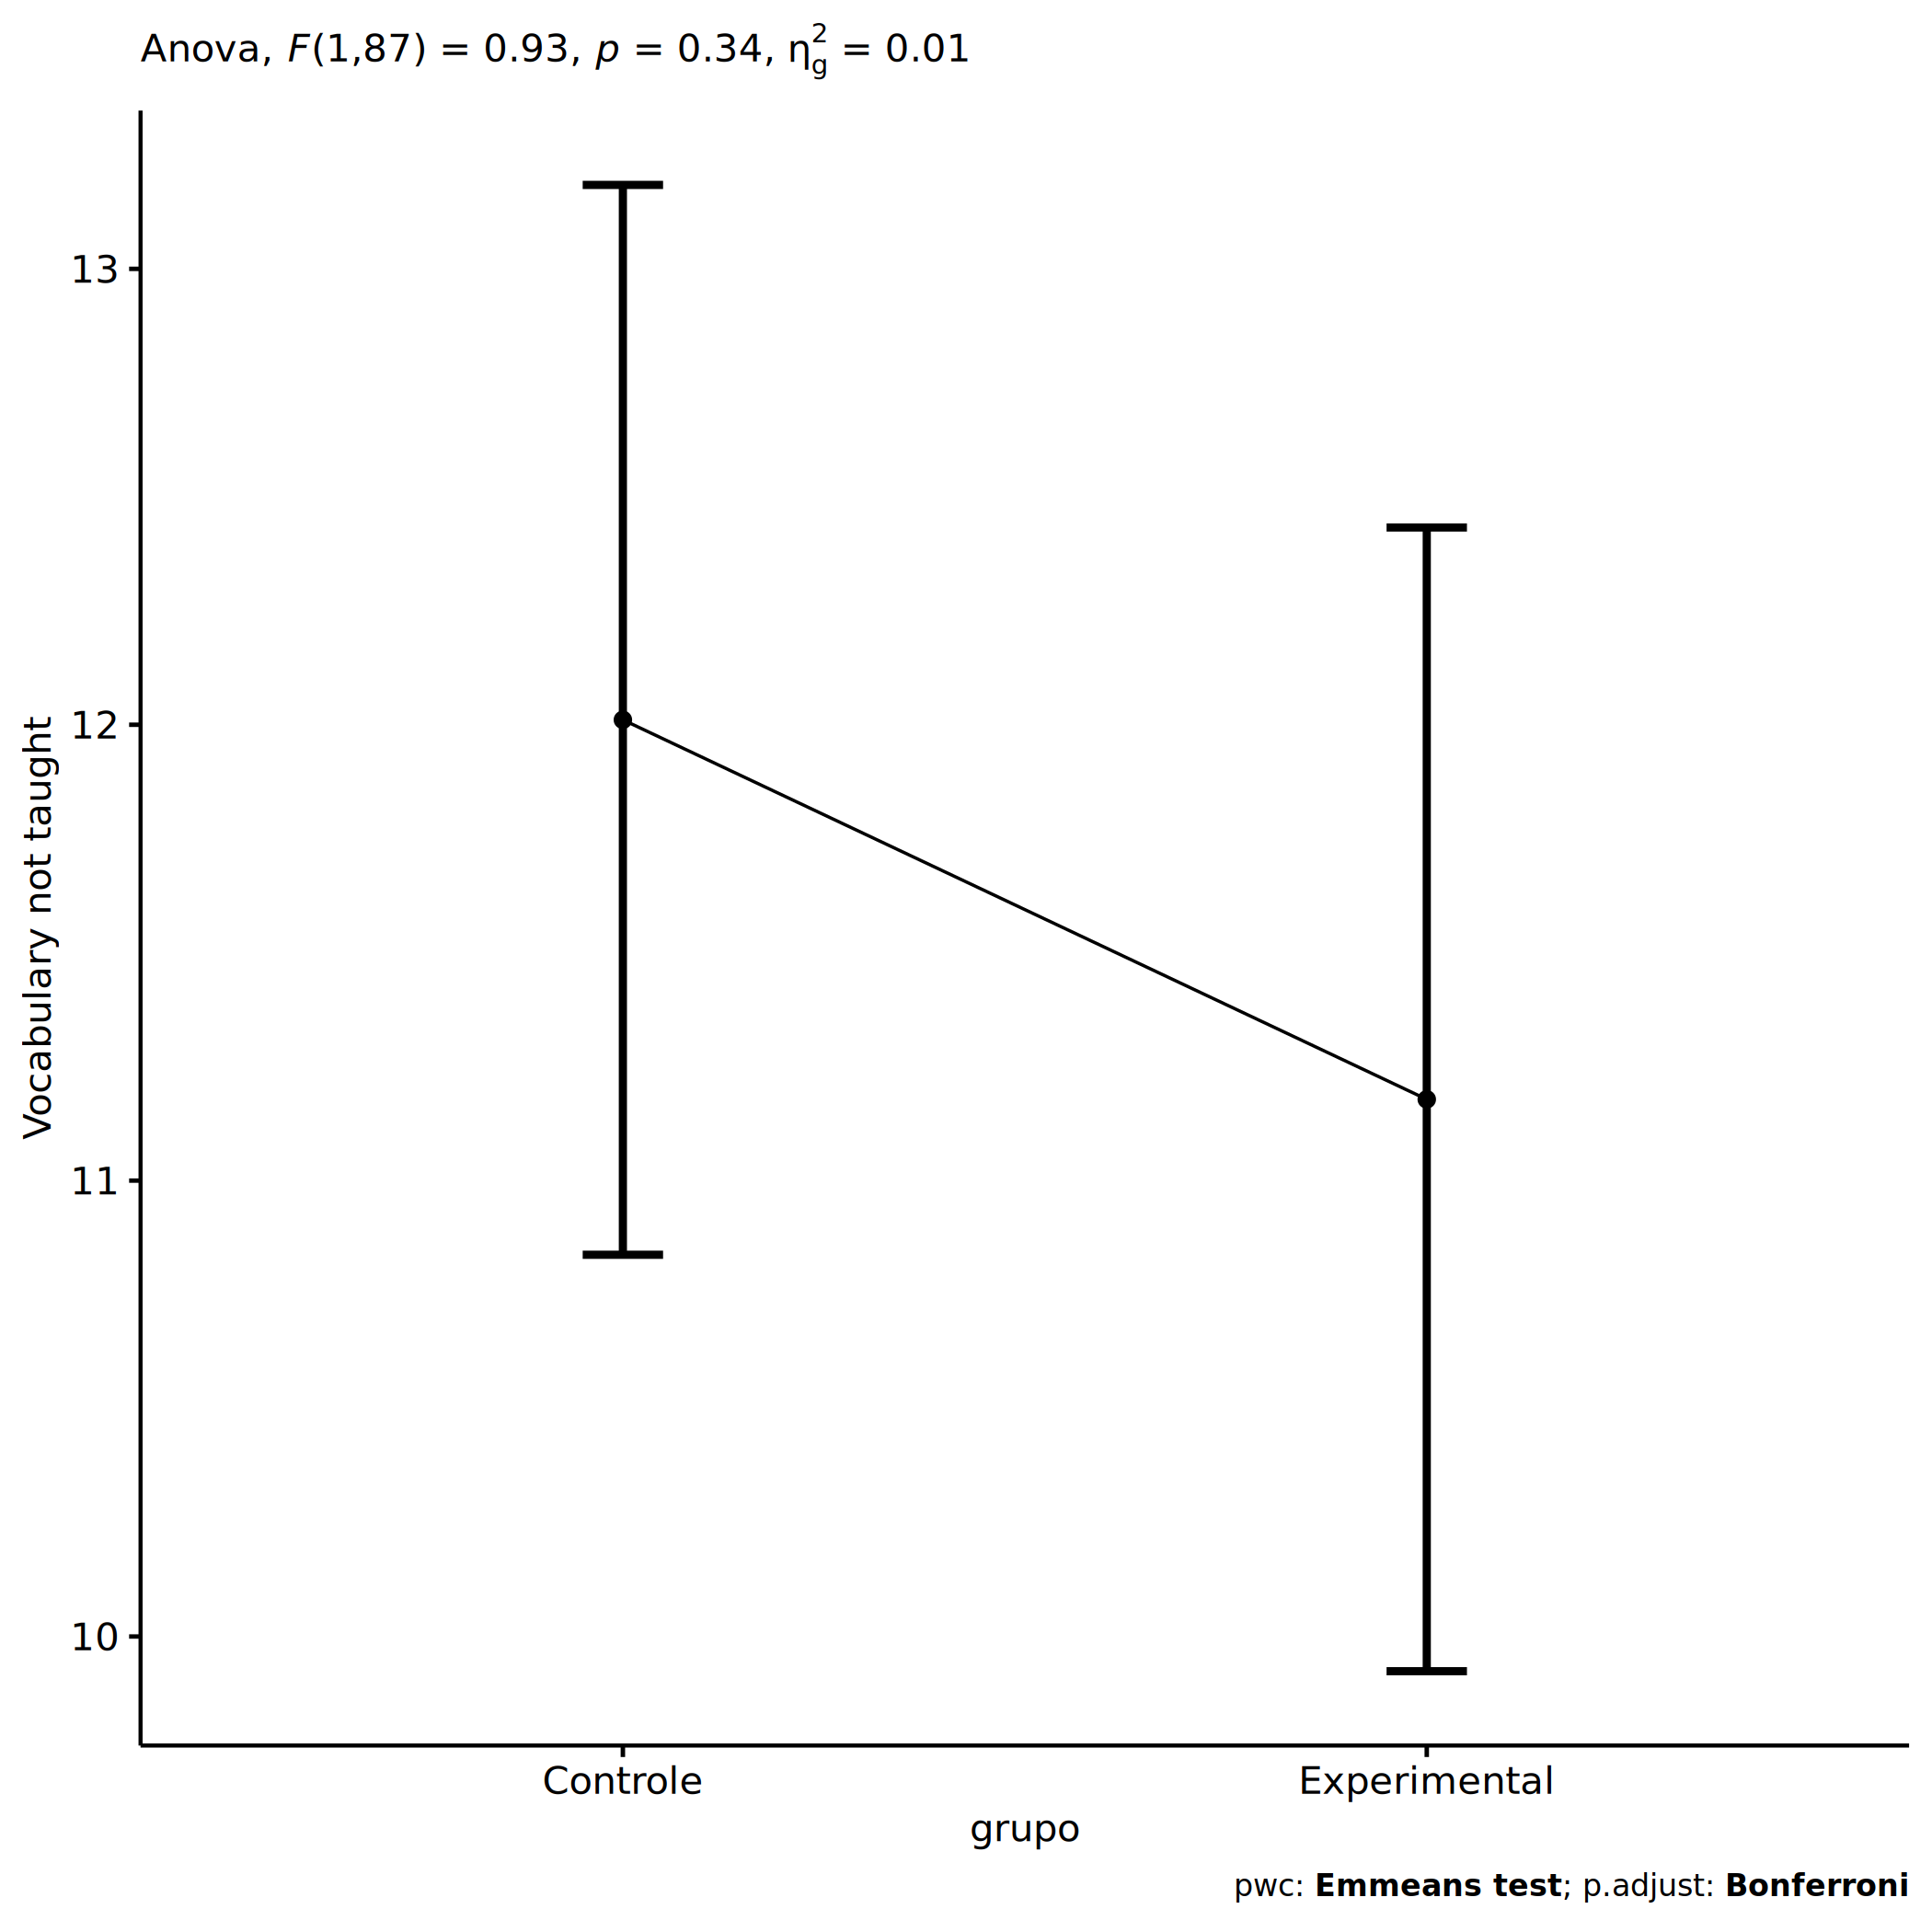 Anova, F(1,87) = 0.93, p = 0.34, η²g = 0.01
Vocabulary not taught
13
12
11
10
Controle Experimental
grupo
pwc: Emmeans test; p.adjust: Bonferroni